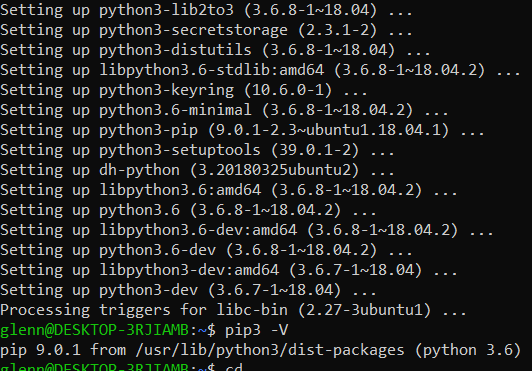 Setting up python3-lib2to3 (3.6.8-1~18.04) ...
Setting up python3-secretstorage (2.3.1-2) ...
Setting up python3-distutils (3.6.8-1~18.04) ...
Setting up libpython3.6-stdlib:amd64 (3.6.8-1~18.04.2) ...
Setting up python3-keyring (10.6.0-1) ...
Setting up python3.6-minimal (3.6.8-1~18.04.2) ...
Setting up python3-pip (9.0.1-2.3~ubuntu1.18.04.1) ...
Setting up python3-setuptools (39.0.1-2) ...
Setting up dh-python (3.20180325ubuntu2) ...
Setting up libpython3.6:amd64 (3.6.8-1~18.04.2) ...
Setting up python3.6 (3.6.8-1~18.04.2) ...
Setting up libpython3.6-dev:amd64 (3.6.8-1~18.04.2) ...
Setting up python3.6-dev (3.6.8-1~18.04.2) ...
Setting up libpython3-dev:amd64 (3.6.7-1~18.04) ...
Setting up python3-dev (3.6.7-1~18.04) ...
Processing triggers for libc-bin (2.27-3ubuntu1) ...
glenn@DESKTOP-3RJIAMB:~$ pip3 -V
pip 9.0.1 from /usr/lib/python3/dist-packages (python 3.6)
glenn@DESKTOP-3RJIAMB:~$ cd